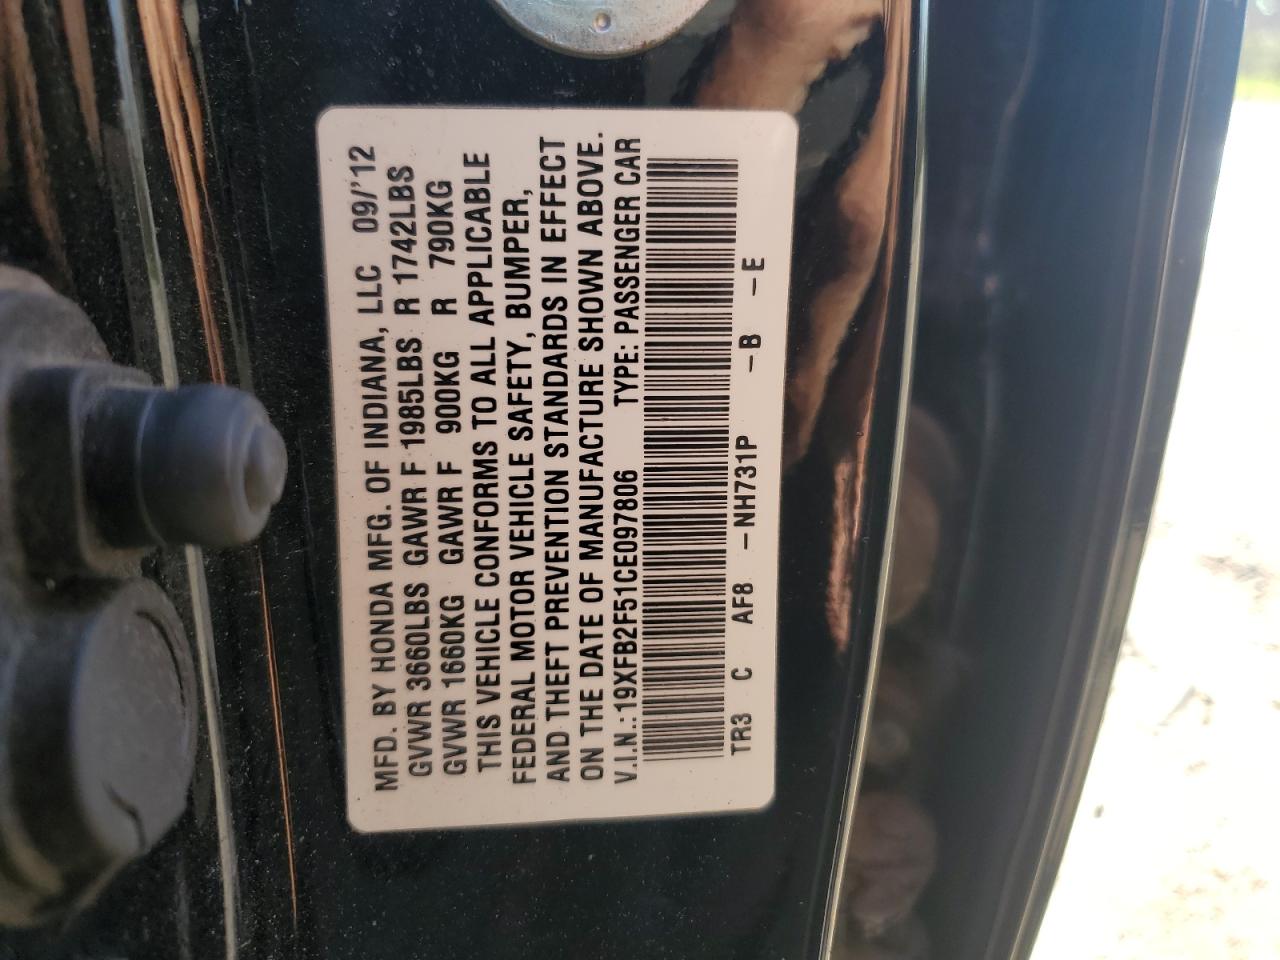 MFD. BY HONDA MFG. OF INDIANA, LLC 09/'12
GVWR 3660LBS GAWR F 1985LBS R 1742LBS
GVWR 1660KG GAWR F 900KG R 790KG
THIS VEHICLE CONFORMS TO ALL APPLICABLE
FEDERAL MOTOR VEHICLE SAFETY, BUMPER,
AND THEFT PREVENTION STANDARDS IN EFFECT
ON THE DATE OF MANUFACTURE SHOWN ABOVE.
V.I.N.: 19XFB2F51CE097806 TYPE: PASSENGER CAR
TR3 C AF8 -NH731P -B -E